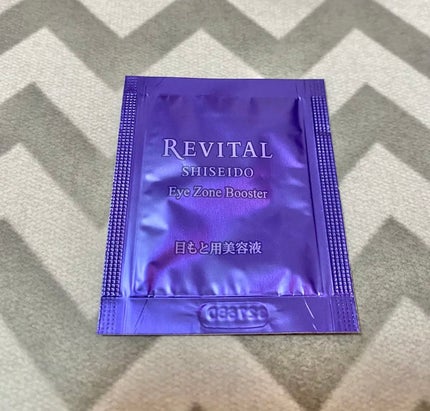 REVITAL
SHISEIDO
Eye Zone Booster
目もと用美容液